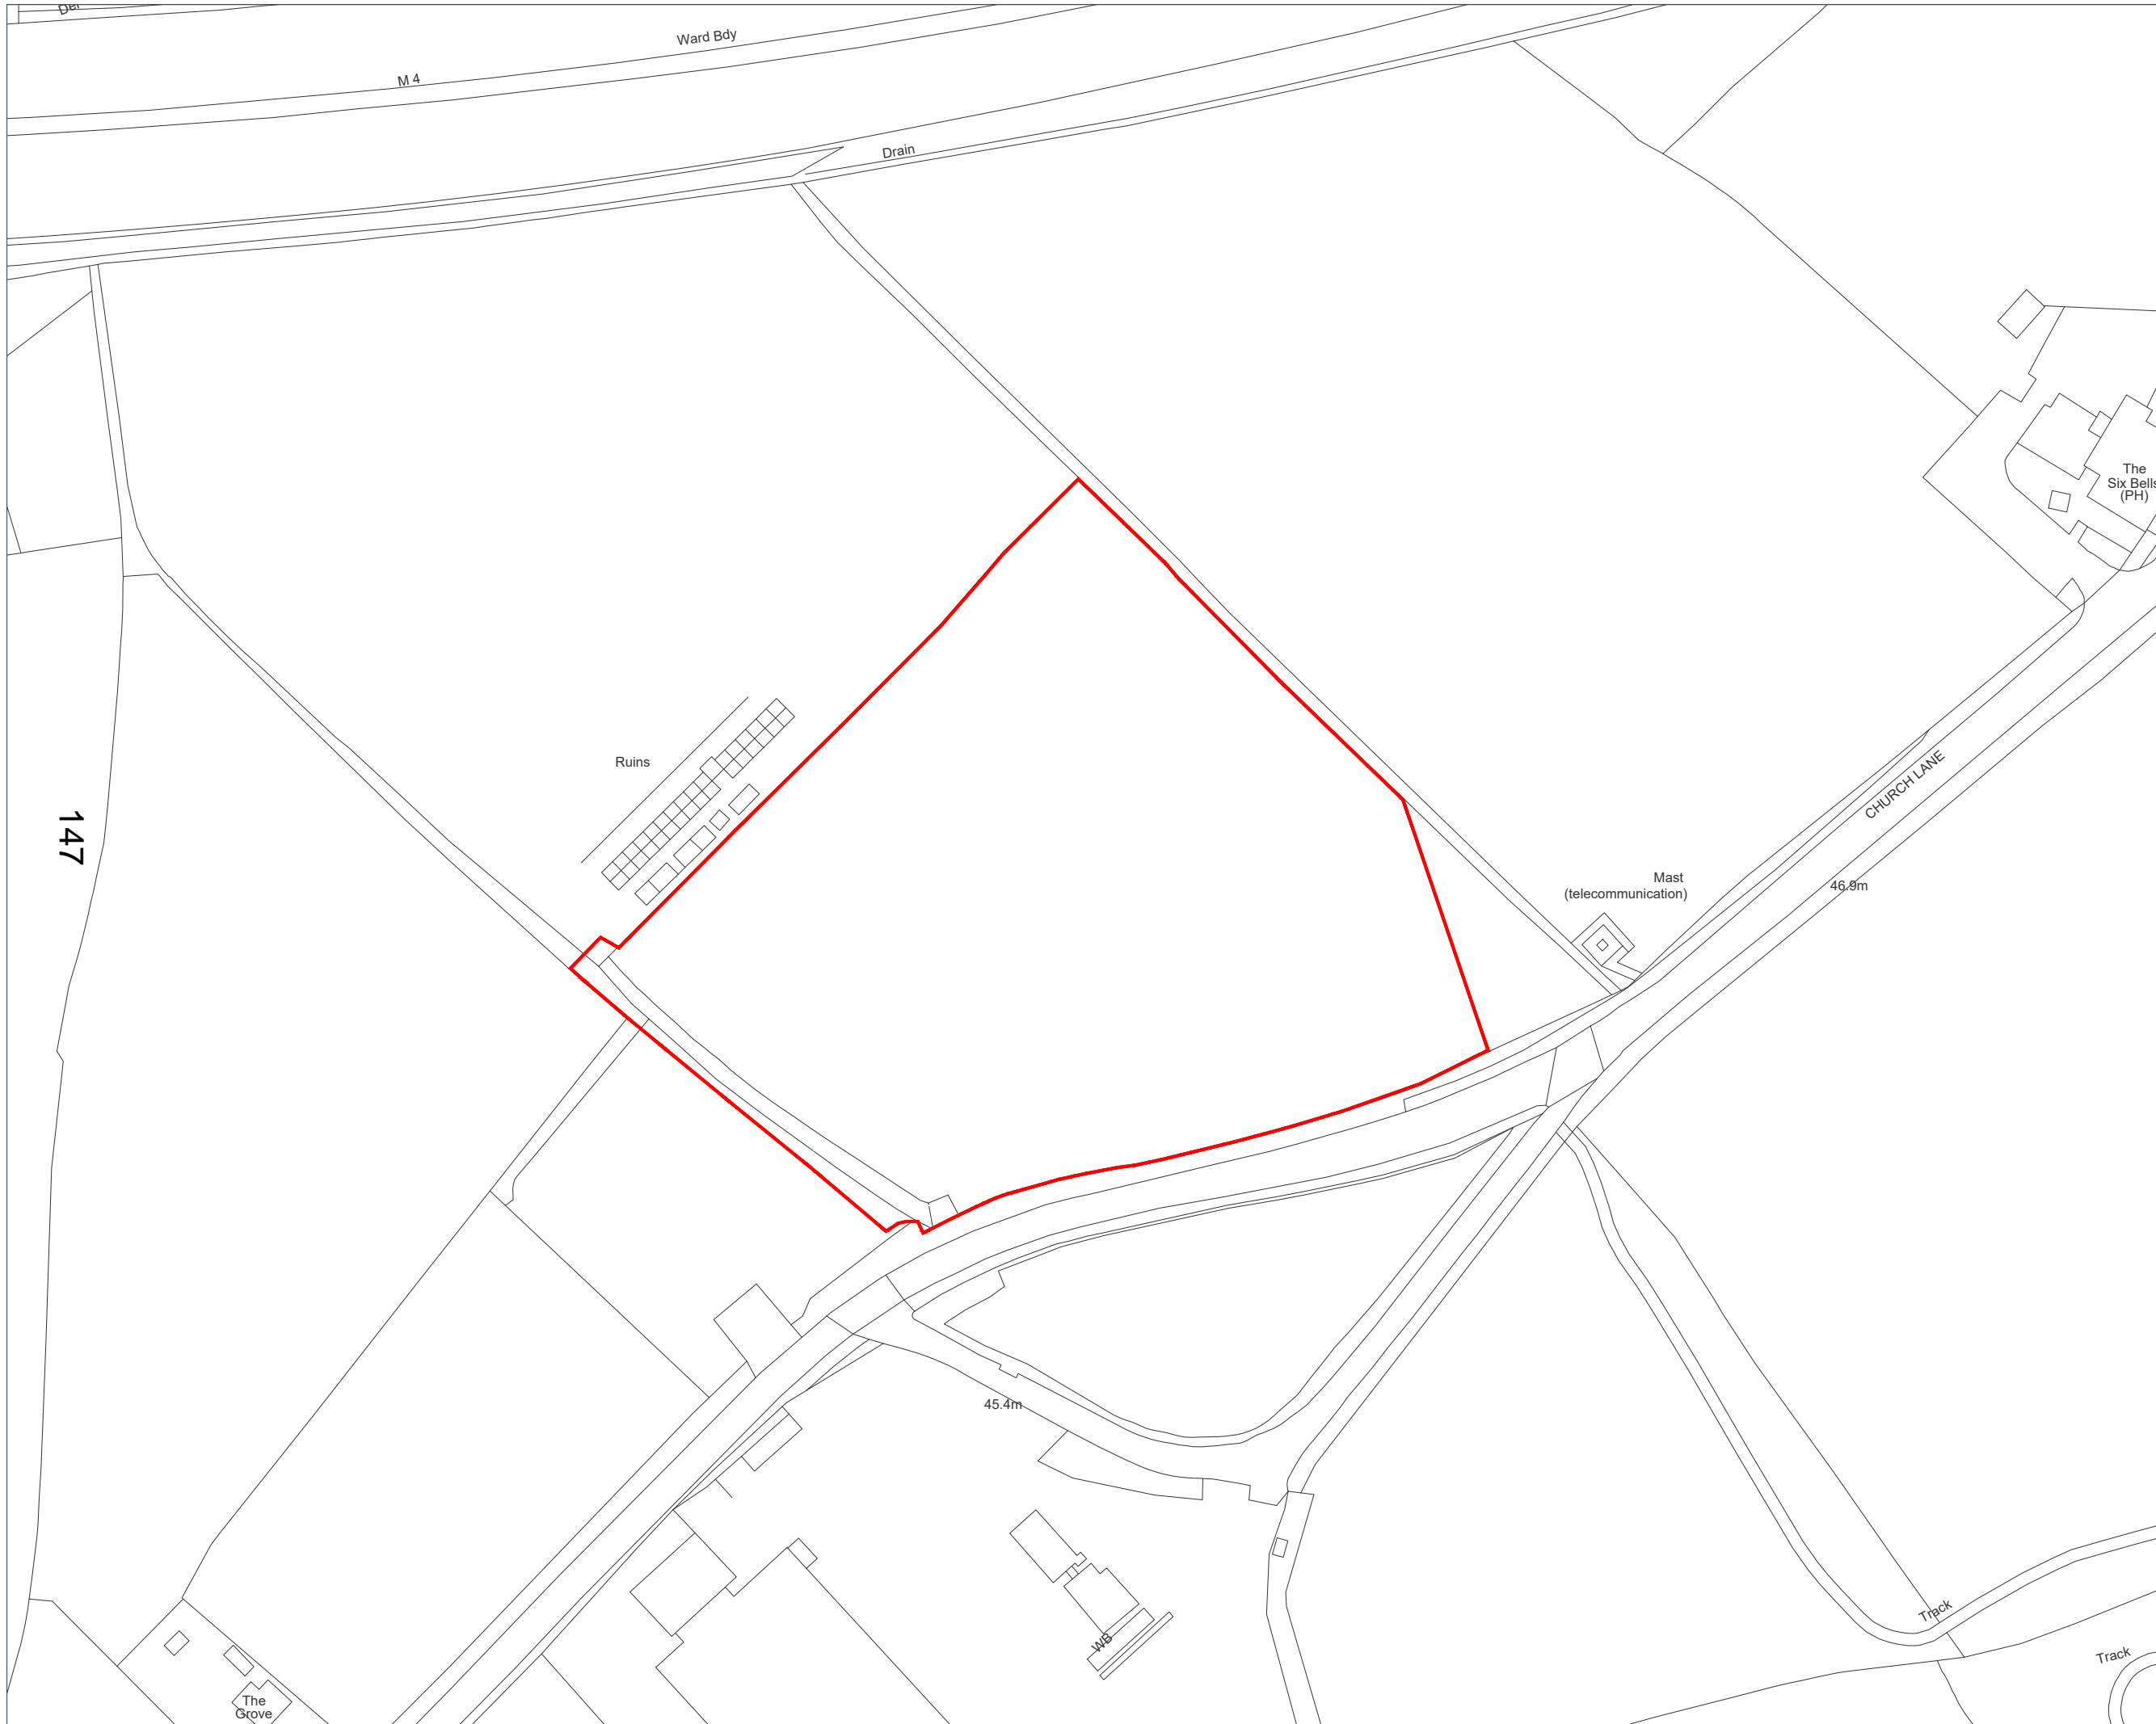 Ward Bdy
M 4
Drain
The
Six Bells
(PH)
Ruins
CHURCH LANE
147
Mast
(telecommunication)
46.9m
45.4m
Track
WB
Track
The
Grove